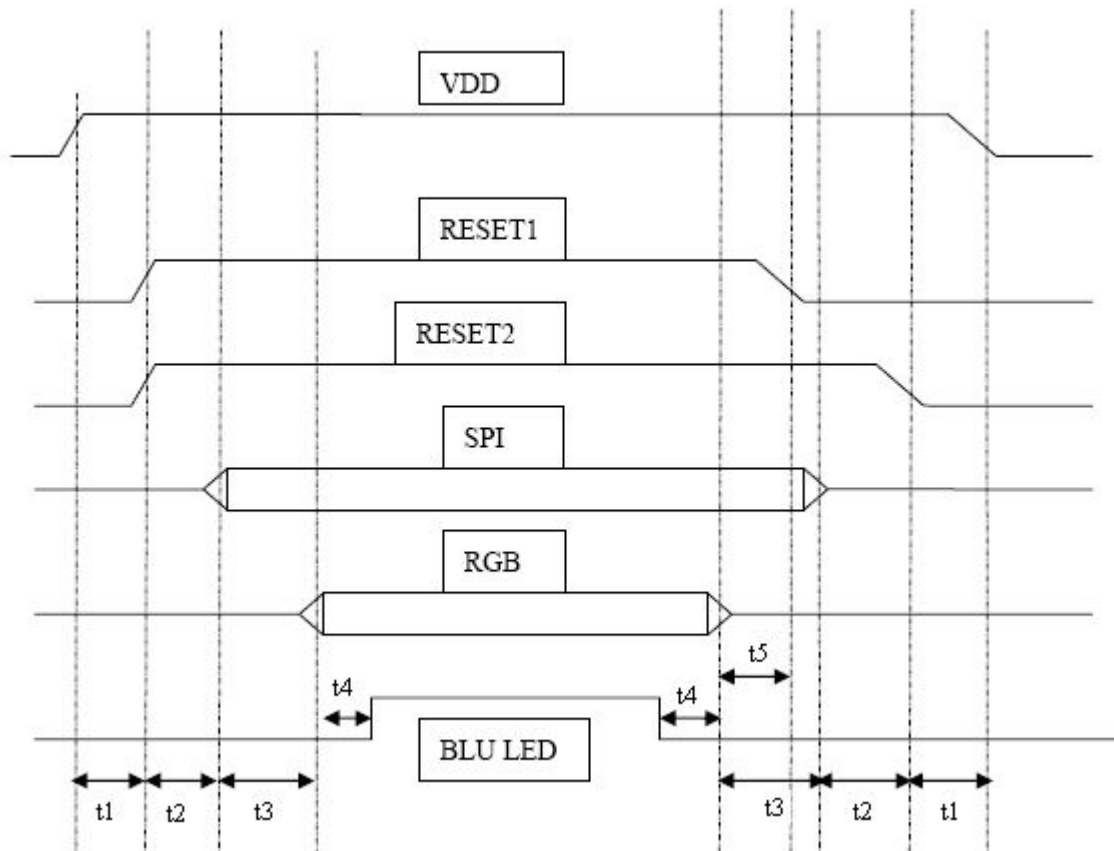 VDD
RESET1
RESET2
SPI
RGB
t5
t4 t4
BLU LED
t1 t2 t3 t3 t2 t1